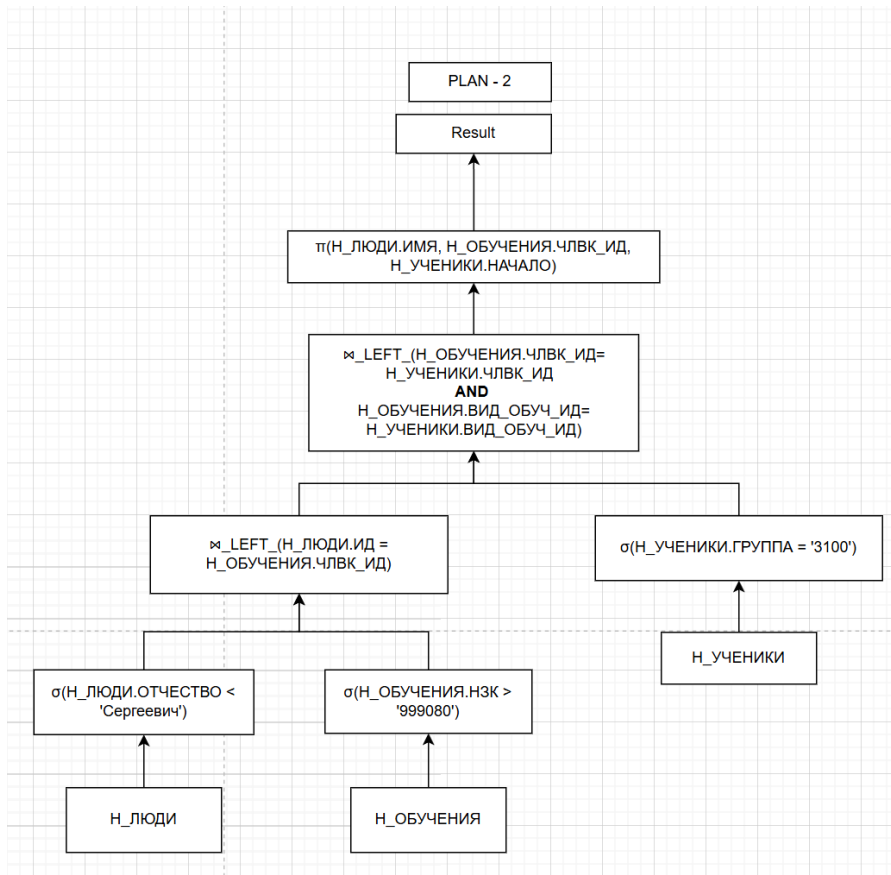 PLAN - 2
Result
π(Н_ЛЮДИ.ИМЯ, Н_ОБУЧЕНИЯ.ЧЛВК_ИД,
Н_УЧЕНИКИ.НАЧАЛО)
⋈_LEFT_(Н_ОБУЧЕНИЯ.ЧЛВК_ИД=
Н_УЧЕНИКИ.ЧЛВК_ИД
AND
Н_ОБУЧЕНИЯ.ВИД_ОБУЧ_ИД=
Н_УЧЕНИКИ.ВИД_ОБУЧ_ИД)
⋈_LEFT_(Н_ЛЮДИ.ИД =
Н_ОБУЧЕНИЯ.ЧЛВК_ИД)
σ(Н_УЧЕНИКИ.ГРУППА = '3100')
Н_УЧЕНИКИ
σ(Н_ЛЮДИ.ОТЧЕСТВО <
'Сергеевич')
σ(Н_ОБУЧЕНИЯ.НЗК >
'999080')
Н_ЛЮДИ
Н_ОБУЧЕНИЯ